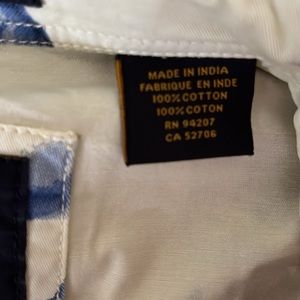 MADE IN INDIA
FABRIQUE EN INDE
100% COTTON
100% COTON
RN 94207
CA 52706